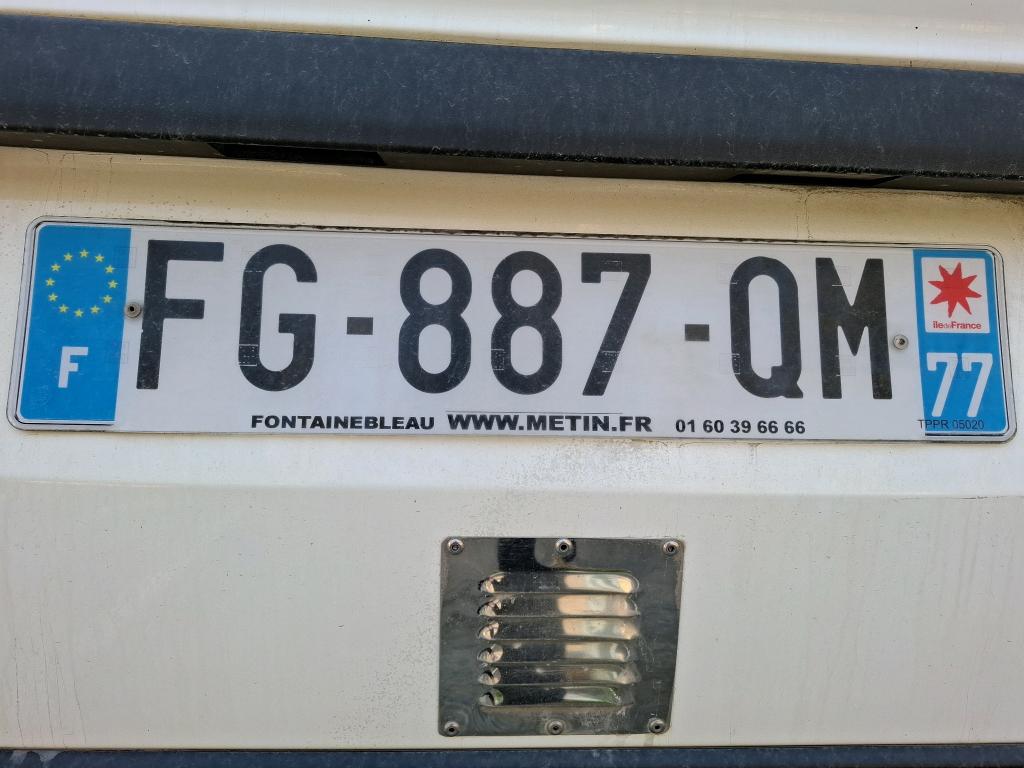 F
FG-887-QM
îledeFrance
77
TPPR 05020
FONTAINEBLEAU WWW.METIN.FR 01 60 39 66 66